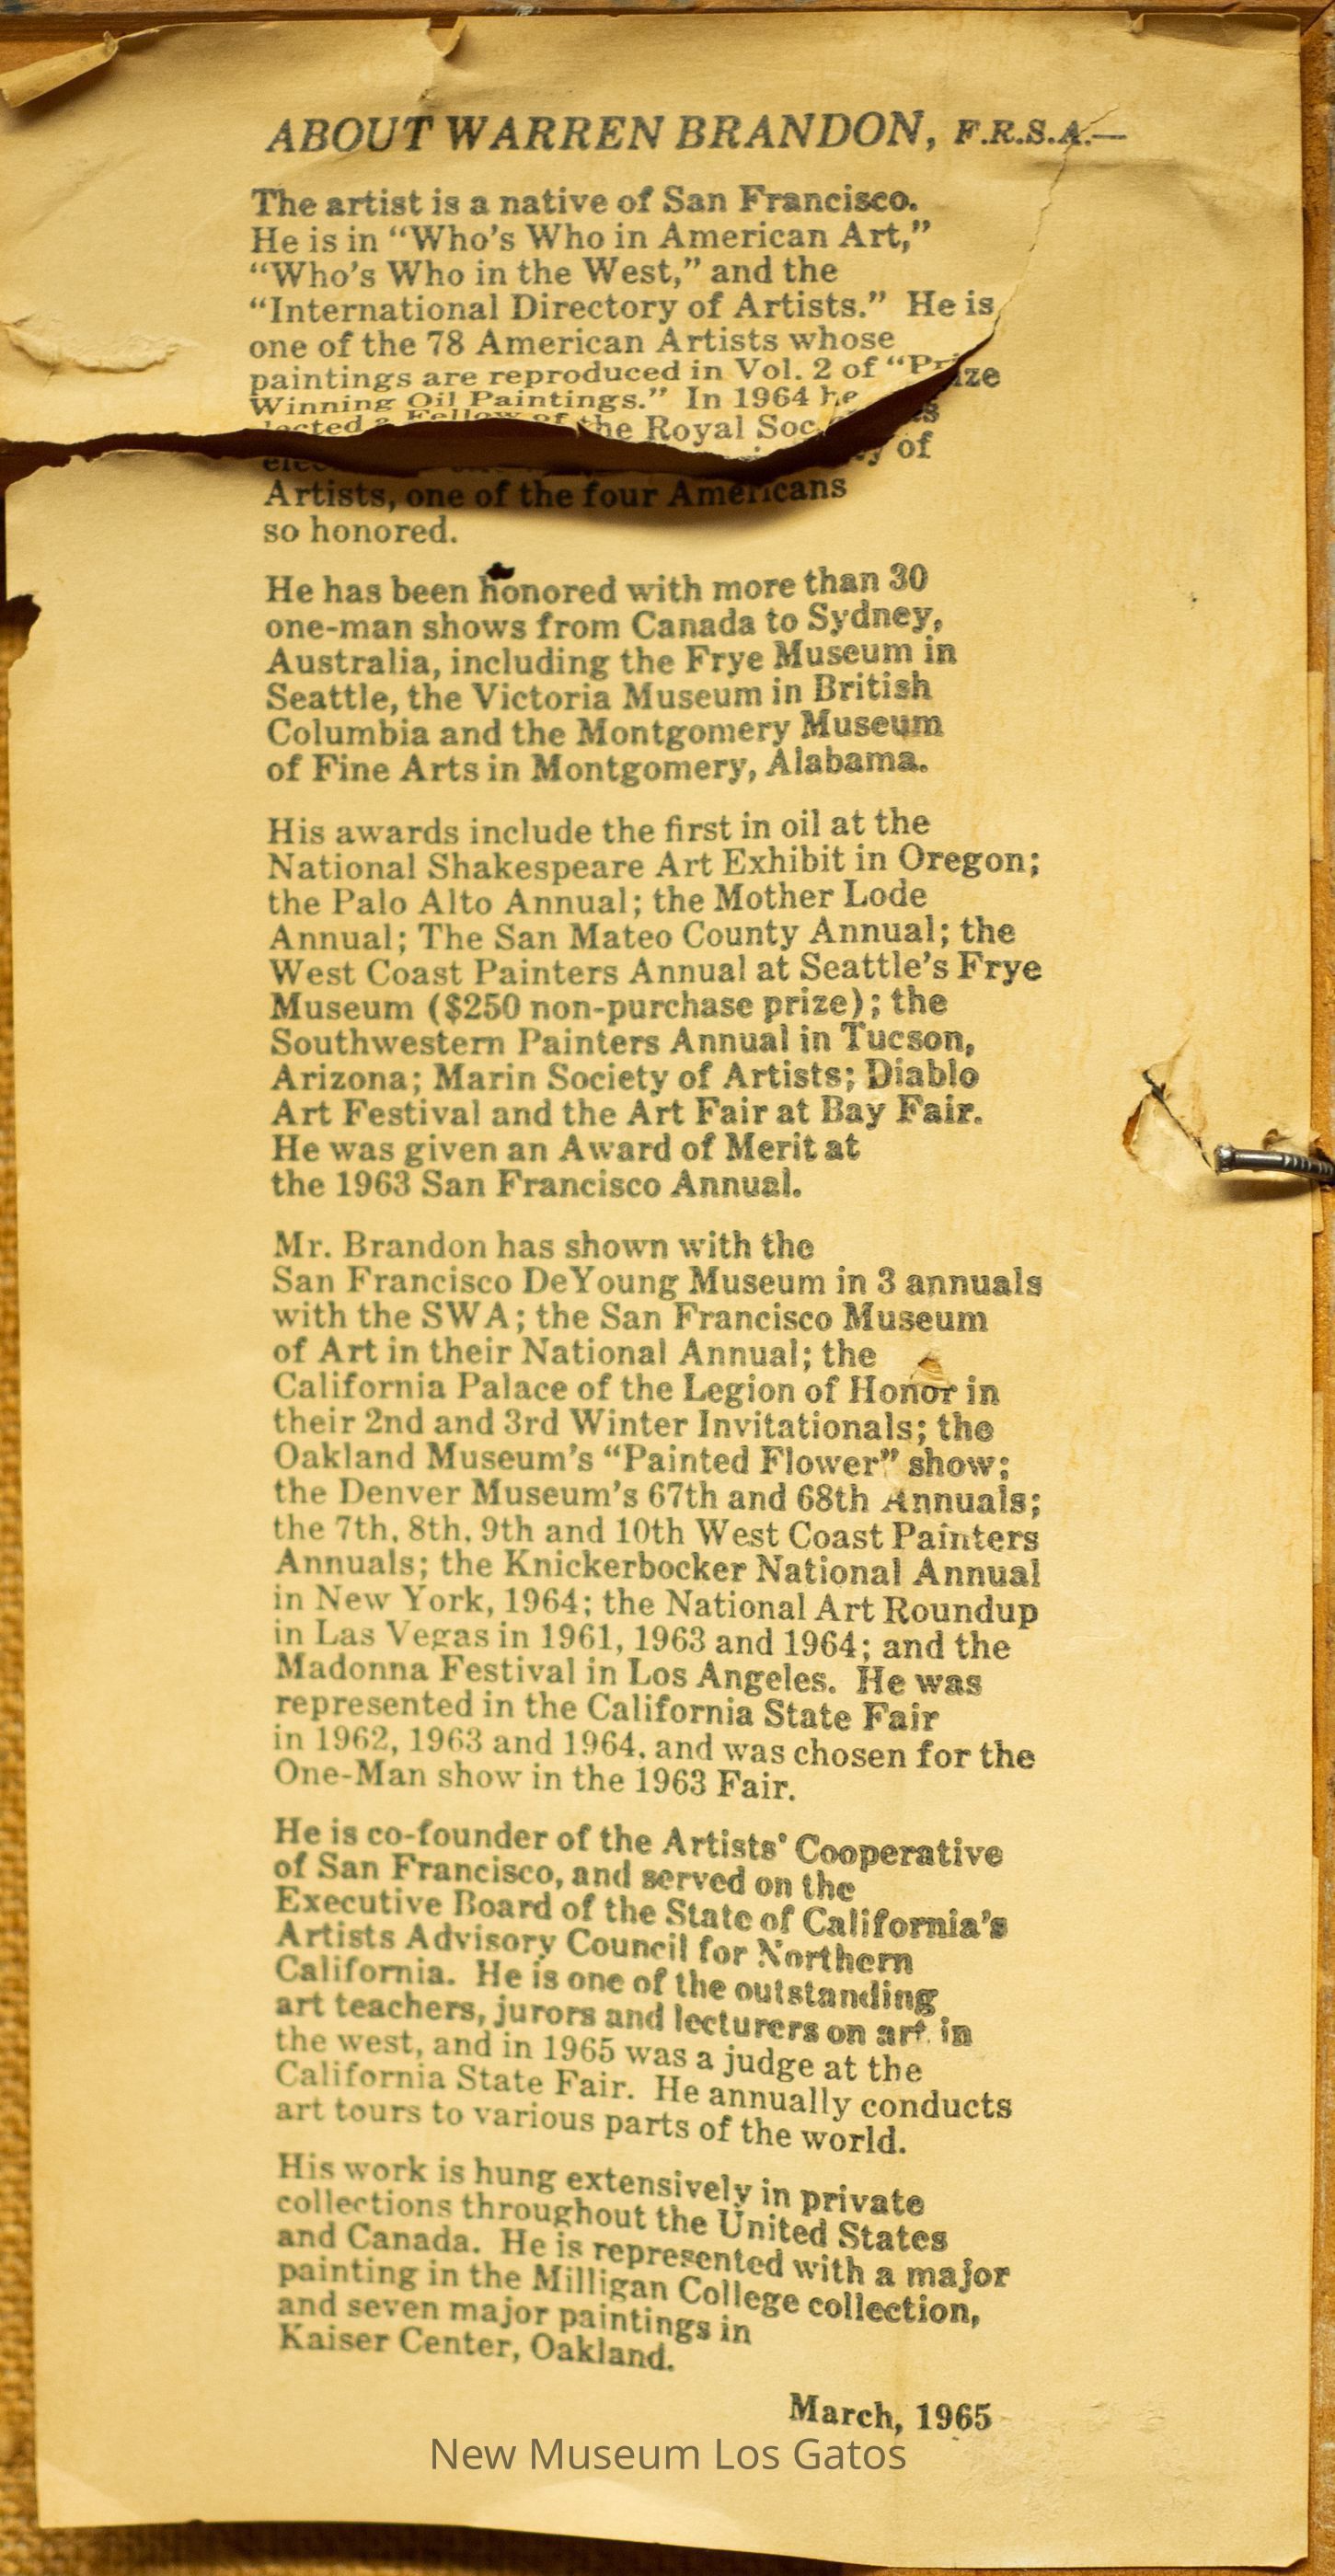 ABOUT WARREN BRANDON, F.R.S.A.—
The artist is a native of San Francisco.
He is in “Who’s Who in American Art,”
“Who’s Who in the West,” and the
“International Directory of Artists.” He is
one of the 78 American Artists whose
paintings are reproduced in Vol. 2 of “Prize
Winning Oil Paintings.” In 1964 he
elected a Fellow of the Royal Society of
Artists, one of the four Americans
so honored.
He has been honored with more than 30
one-man shows from Canada to Sydney,
Australia, including the Frye Museum in
Seattle, the Victoria Museum in British
Columbia and the Montgomery Museum
of Fine Arts in Montgomery, Alabama.
His awards include the first in oil at the
National Shakespeare Art Exhibit in Oregon;
the Palo Alto Annual; the Mother Lode
Annual; The San Mateo County Annual; the
West Coast Painters Annual at Seattle’s Frye
Museum ($250 non-purchase prize); the
Southwestern Painters Annual in Tucson,
Arizona; Marin Society of Artists; Diablo
Art Festival and the Art Fair at Bay Fair.
He was given an Award of Merit at
the 1963 San Francisco Annual.
Mr. Brandon has shown with the
San Francisco DeYoung Museum in 3 annuals
with the SWA; the San Francisco Museum
of Art in their National Annual; the
California Palace of the Legion of Honor in
their 2nd and 3rd Winter Invitationals; the
Oakland Museum’s “Painted Flower” show;
the Denver Museum’s 67th and 68th Annuals;
the 7th, 8th, 9th and 10th West Coast Painters
Annuals; the Knickerbocker National Annual
in New York, 1964; the National Art Roundup
in Las Vegas in 1961, 1963 and 1964; and the
Madonna Festival in Los Angeles. He was
represented in the California State Fair
in 1962, 1963 and 1964, and was chosen for the
One-Man show in the 1963 Fair.
He is co-founder of the Artists’ Cooperative
of San Francisco, and served on the
Executive Board of the State of California’s
Artists Advisory Council for Northern
California. He is one of the outstanding
art teachers, jurors and lecturers on art in
the west, and in 1965 was a judge at the
California State Fair. He annually conducts
art tours to various parts of the world.
His work is hung extensively in private
collections throughout the United States
and Canada. He is represented with a major
painting in the Milligan College collection,
and seven major paintings in
Kaiser Center, Oakland.
March, 1965
New Museum Los Gatos